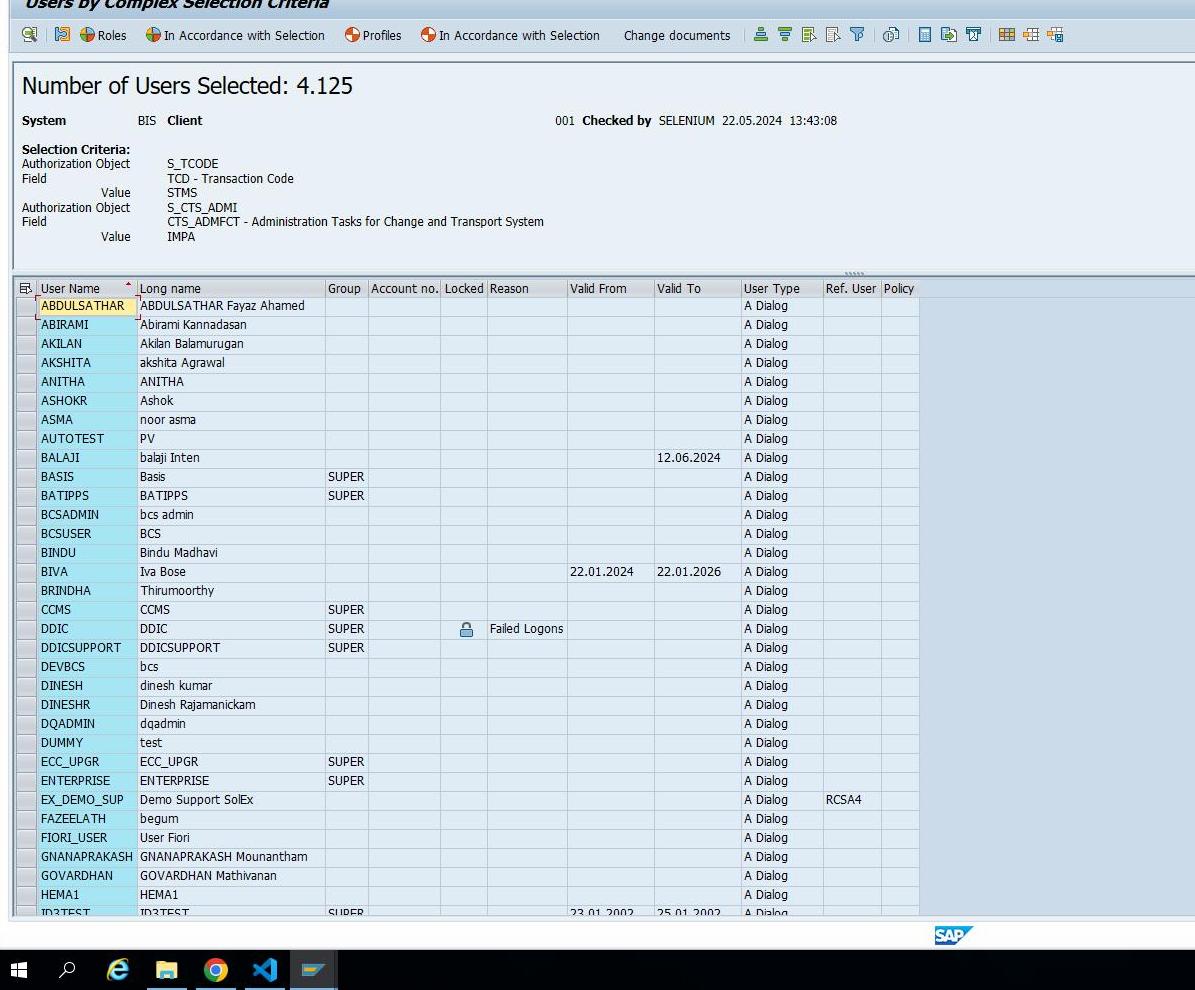 Users by Complex Selection Criteria
Roles In Accordance with Selection Profiles In Accordance with Selection Change documents
Number of Users Selected: 4.125
System BIS Client 001 Checked by SELENIUM 22.05.2024 13:43:08
Selection Criteria:
Authorization Object S_TCODE
Field TCD - Transaction Code
Value STMS
Authorization Object S_CTS_ADMI
Field CTS_ADMFCT - Administration Tasks for Change and Transport System
Value IMPA
User Name Long name Group Account no. Locked Reason Valid From Valid To User Type Ref. User Policy
ABDULSATHAR ABDULSATHAR Fayaz Ahamed A Dialog
ABIRAMI Abirami Kannadasan A Dialog
AKILAN Akilan Balamurugan A Dialog
AKSHITA akshita Agrawal A Dialog
ANITHA ANITHA A Dialog
ASHOKR Ashok A Dialog
ASMA noor asma A Dialog
AUTOTEST PV A Dialog
BALAJI balaji Inten 12.06.2024 A Dialog
BASIS Basis SUPER A Dialog
BATIPPS BATIPPS SUPER A Dialog
BCSADMIN bcs admin A Dialog
BCSUSER BCS A Dialog
BINDU Bindu Madhavi A Dialog
BIVA Iva Bose 22.01.2024 22.01.2026 A Dialog
BRINDHA Thirumoorthy A Dialog
CCMS CCMS SUPER A Dialog
DDIC DDIC SUPER Failed Logons A Dialog
DDICSUPPORT DDICSUPPORT SUPER A Dialog
DEVBCS bcs A Dialog
DINESH dinesh kumar A Dialog
DINESHR Dinesh Rajamanickam A Dialog
DQADMIN dqadmin A Dialog
DUMMY test A Dialog
ECC_UPGR ECC_UPGR SUPER A Dialog
ENTERPRISE ENTERPRISE SUPER A Dialog
EX_DEMO_SUP Demo Support SolEx A Dialog RCSA4
FAZEELATH begum A Dialog
FIORI_USER User Fiori A Dialog
GNANAPRAKASH GNANAPRAKASH Mounantham A Dialog
GOVARDHAN GOVARDHAN Mathivanan A Dialog
HEMA1 HEMA1 A Dialog
ID3TEST ID3TEST SUPER 23.01.2002 25.01.2002 A Dialog
SAP